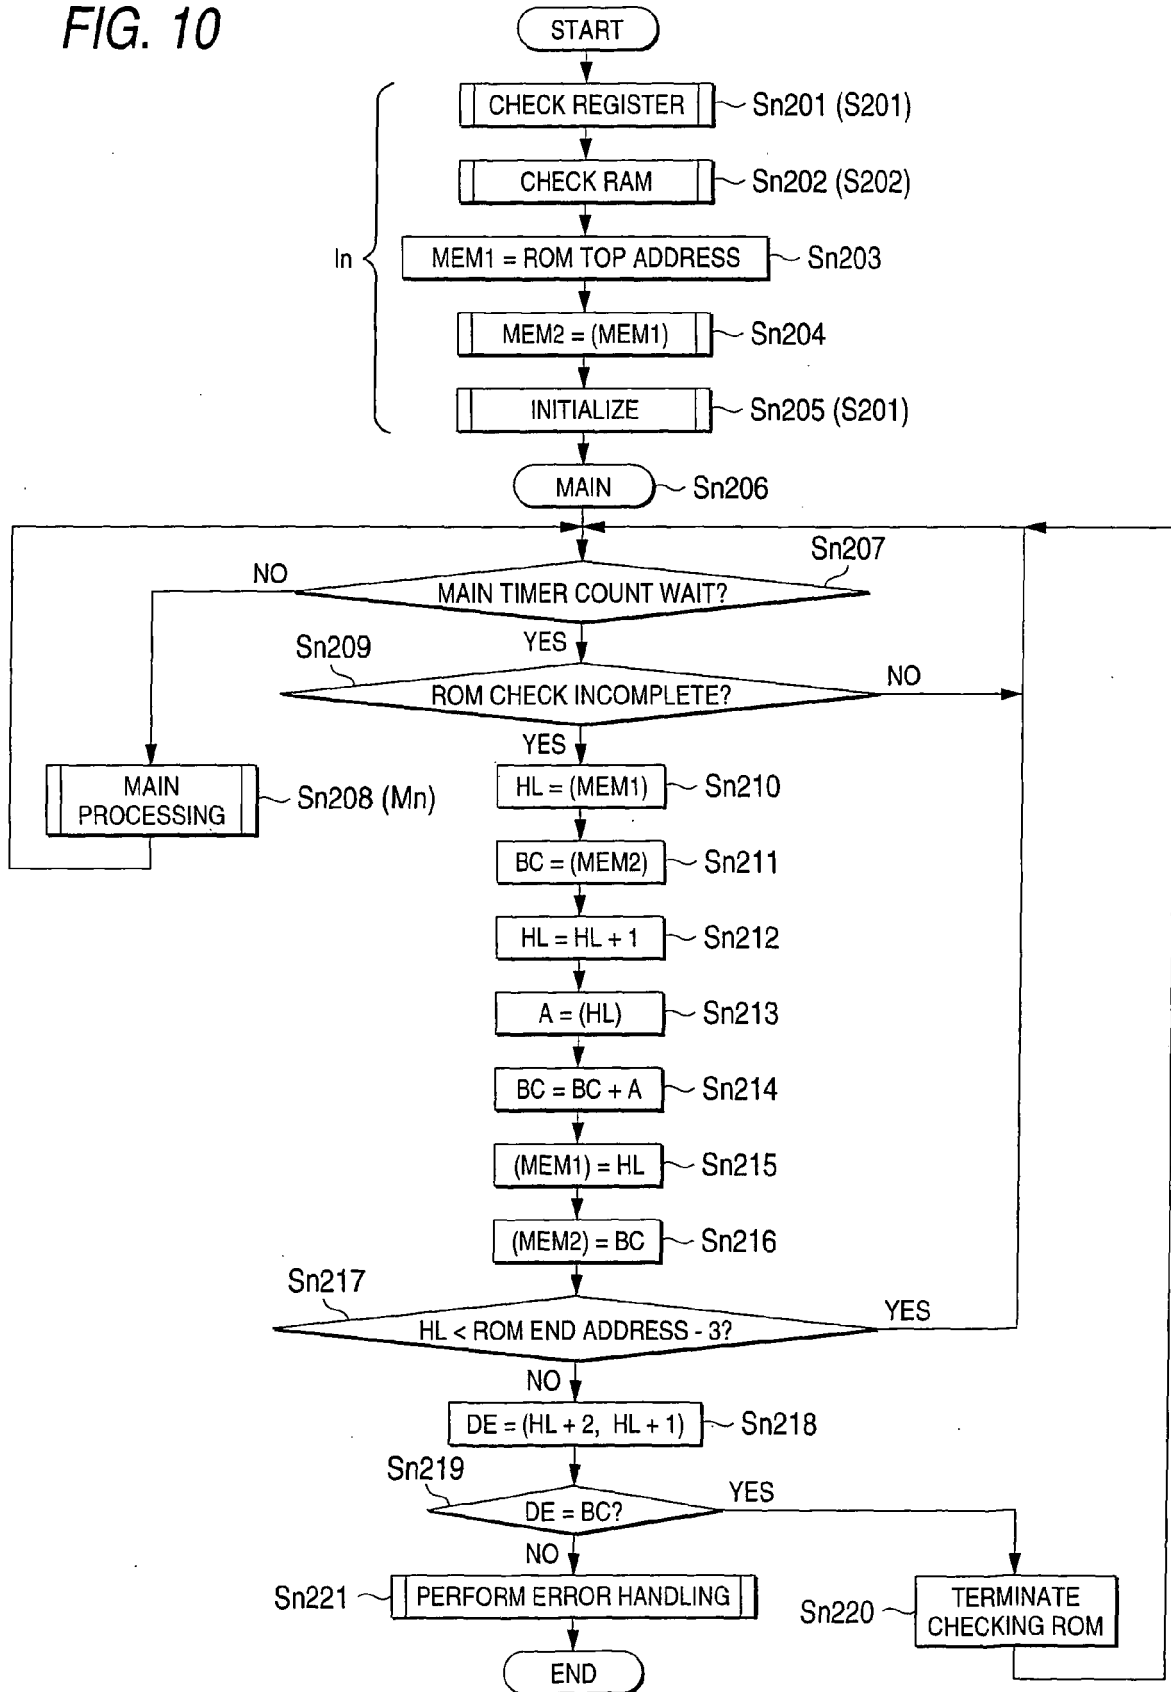 FIG. 10
START
CHECK REGISTER
Sn201 (S201)
CHECK RAM
Sn202 (S202)
In
MEM1 = ROM TOP ADDRESS
Sn203
MEM2 = (MEM1)
Sn204
INITIALIZE
Sn205 (S201)
MAIN
Sn206
Sn207
NO
MAIN TIMER COUNT WAIT?
YES
Sn209
NO
ROM CHECK INCOMPLETE?
YES
MAIN
PROCESSING
Sn208 (Mn)
HL = (MEM1)
Sn210
BC = (MEM2)
Sn211
HL = HL + 1
Sn212
A = (HL)
Sn213
BC = BC + A
Sn214
(MEM1) = HL
Sn215
(MEM2) = BC
Sn216
Sn217
YES
HL < ROM END ADDRESS - 3?
NO
DE = (HL + 2, HL + 1)
Sn218
Sn219
YES
DE = BC?
NO
Sn221
PERFORM ERROR HANDLING
Sn220
TERMINATE
CHECKING ROM
END